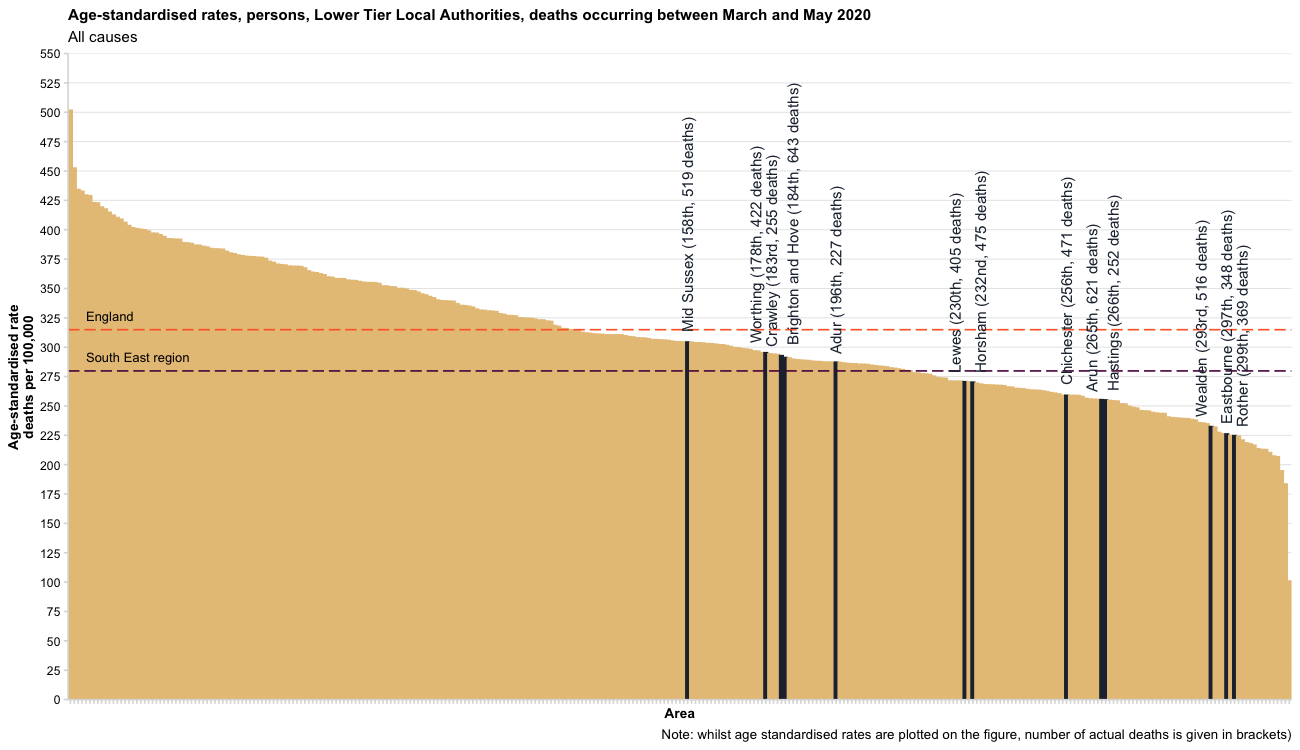 Age-standardised rates, persons, Lower Tier Local Authorities, deaths occurring between March and May 2020
All causes
550
525
500
475
450
425
400
375
350
325
300
275
250
225
200
175
150
125
100
75
50
25
0
Age-standardised rate
deaths per 100,000
England
South East region
Mid Sussex (158th, 519 deaths)
Worthing (178th, 422 deaths)
Crawley (183rd, 255 deaths)
Brighton and Hove (184th, 643 deaths)
Adur (196th, 227 deaths)
Lewes (230th, 405 deaths)
Horsham (232nd, 475 deaths)
Chichester (256th, 471 deaths)
Arun (265th, 621 deaths)
Hastings (266th, 252 deaths)
Wealden (293rd, 516 deaths)
Eastbourne (297th, 348 deaths)
Rother (299th, 369 deaths)
Area
Note: whilst age standardised rates are plotted on the figure, number of actual deaths is given in brackets)